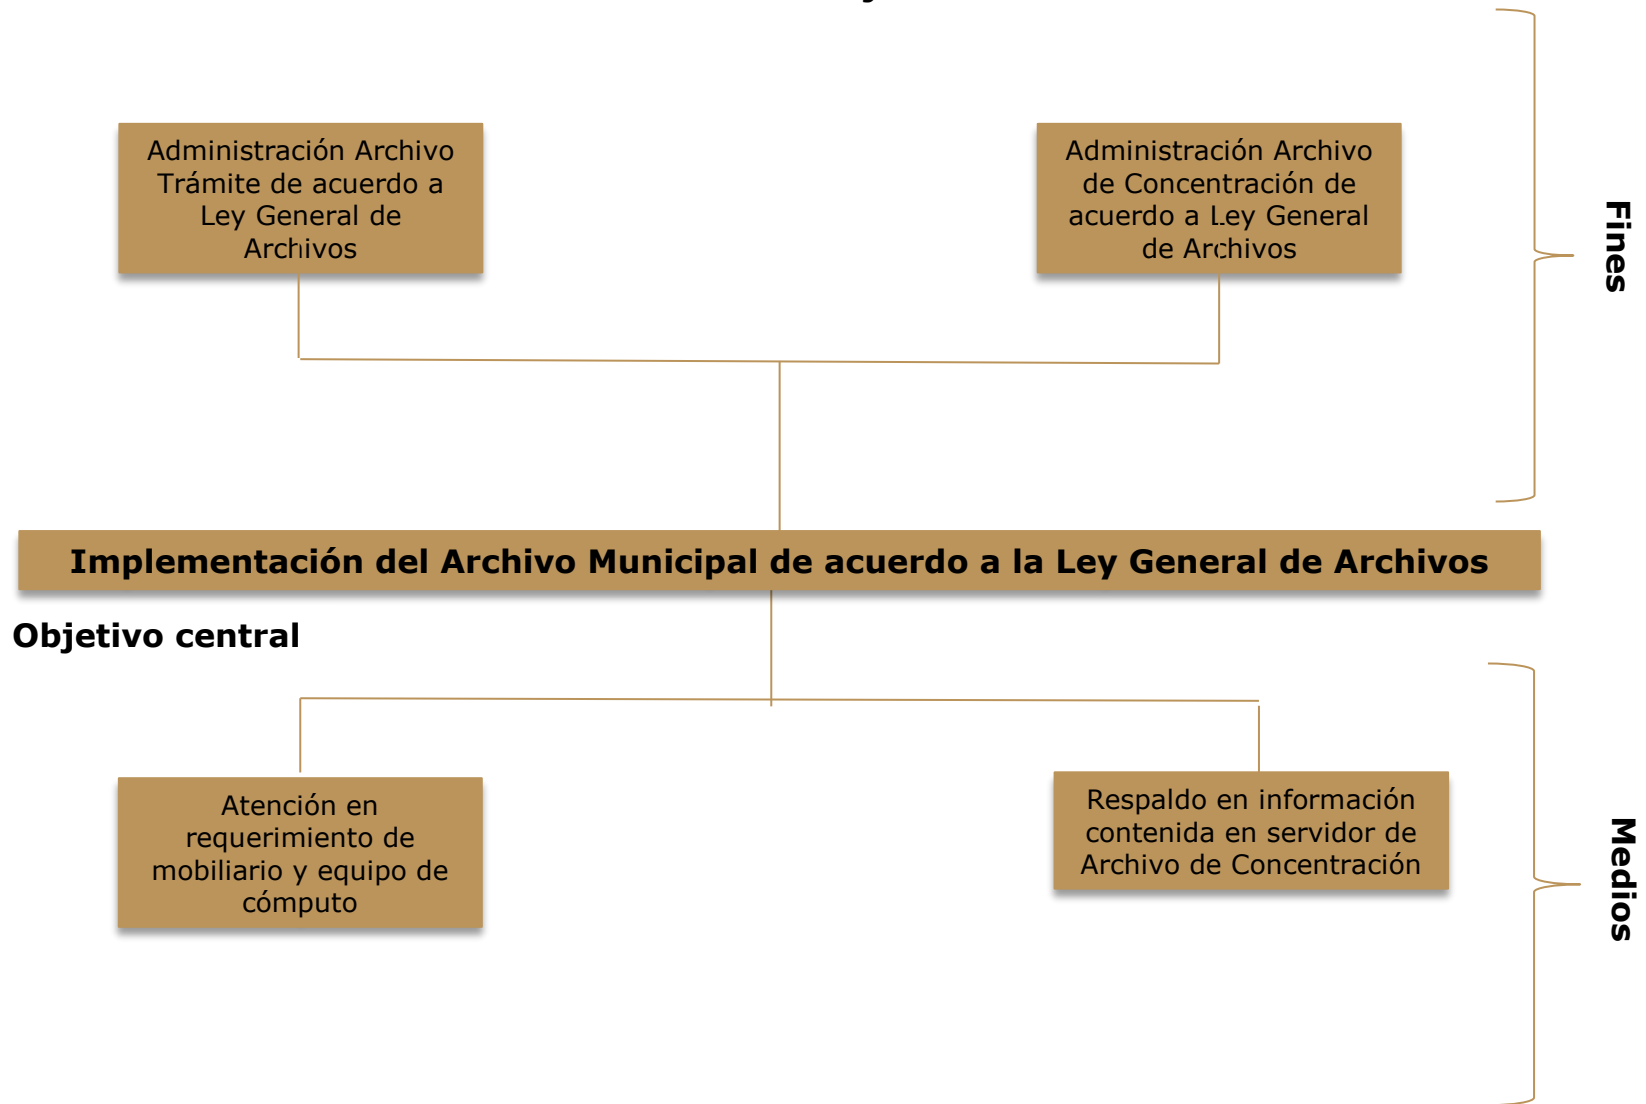 Administración Archivo
Trámite de acuerdo a
Ley General de
Archivos
Administración Archivo
de Concentración de
acuerdo a Ley General
de Archivos
Fines
Implementación del Archivo Municipal de acuerdo a la Ley General de Archivos
Objetivo central
Atención en
requerimiento de
mobiliario y equipo de
cómputo
Respaldo en información
contenida en servidor de
Archivo de Concentración
Medios